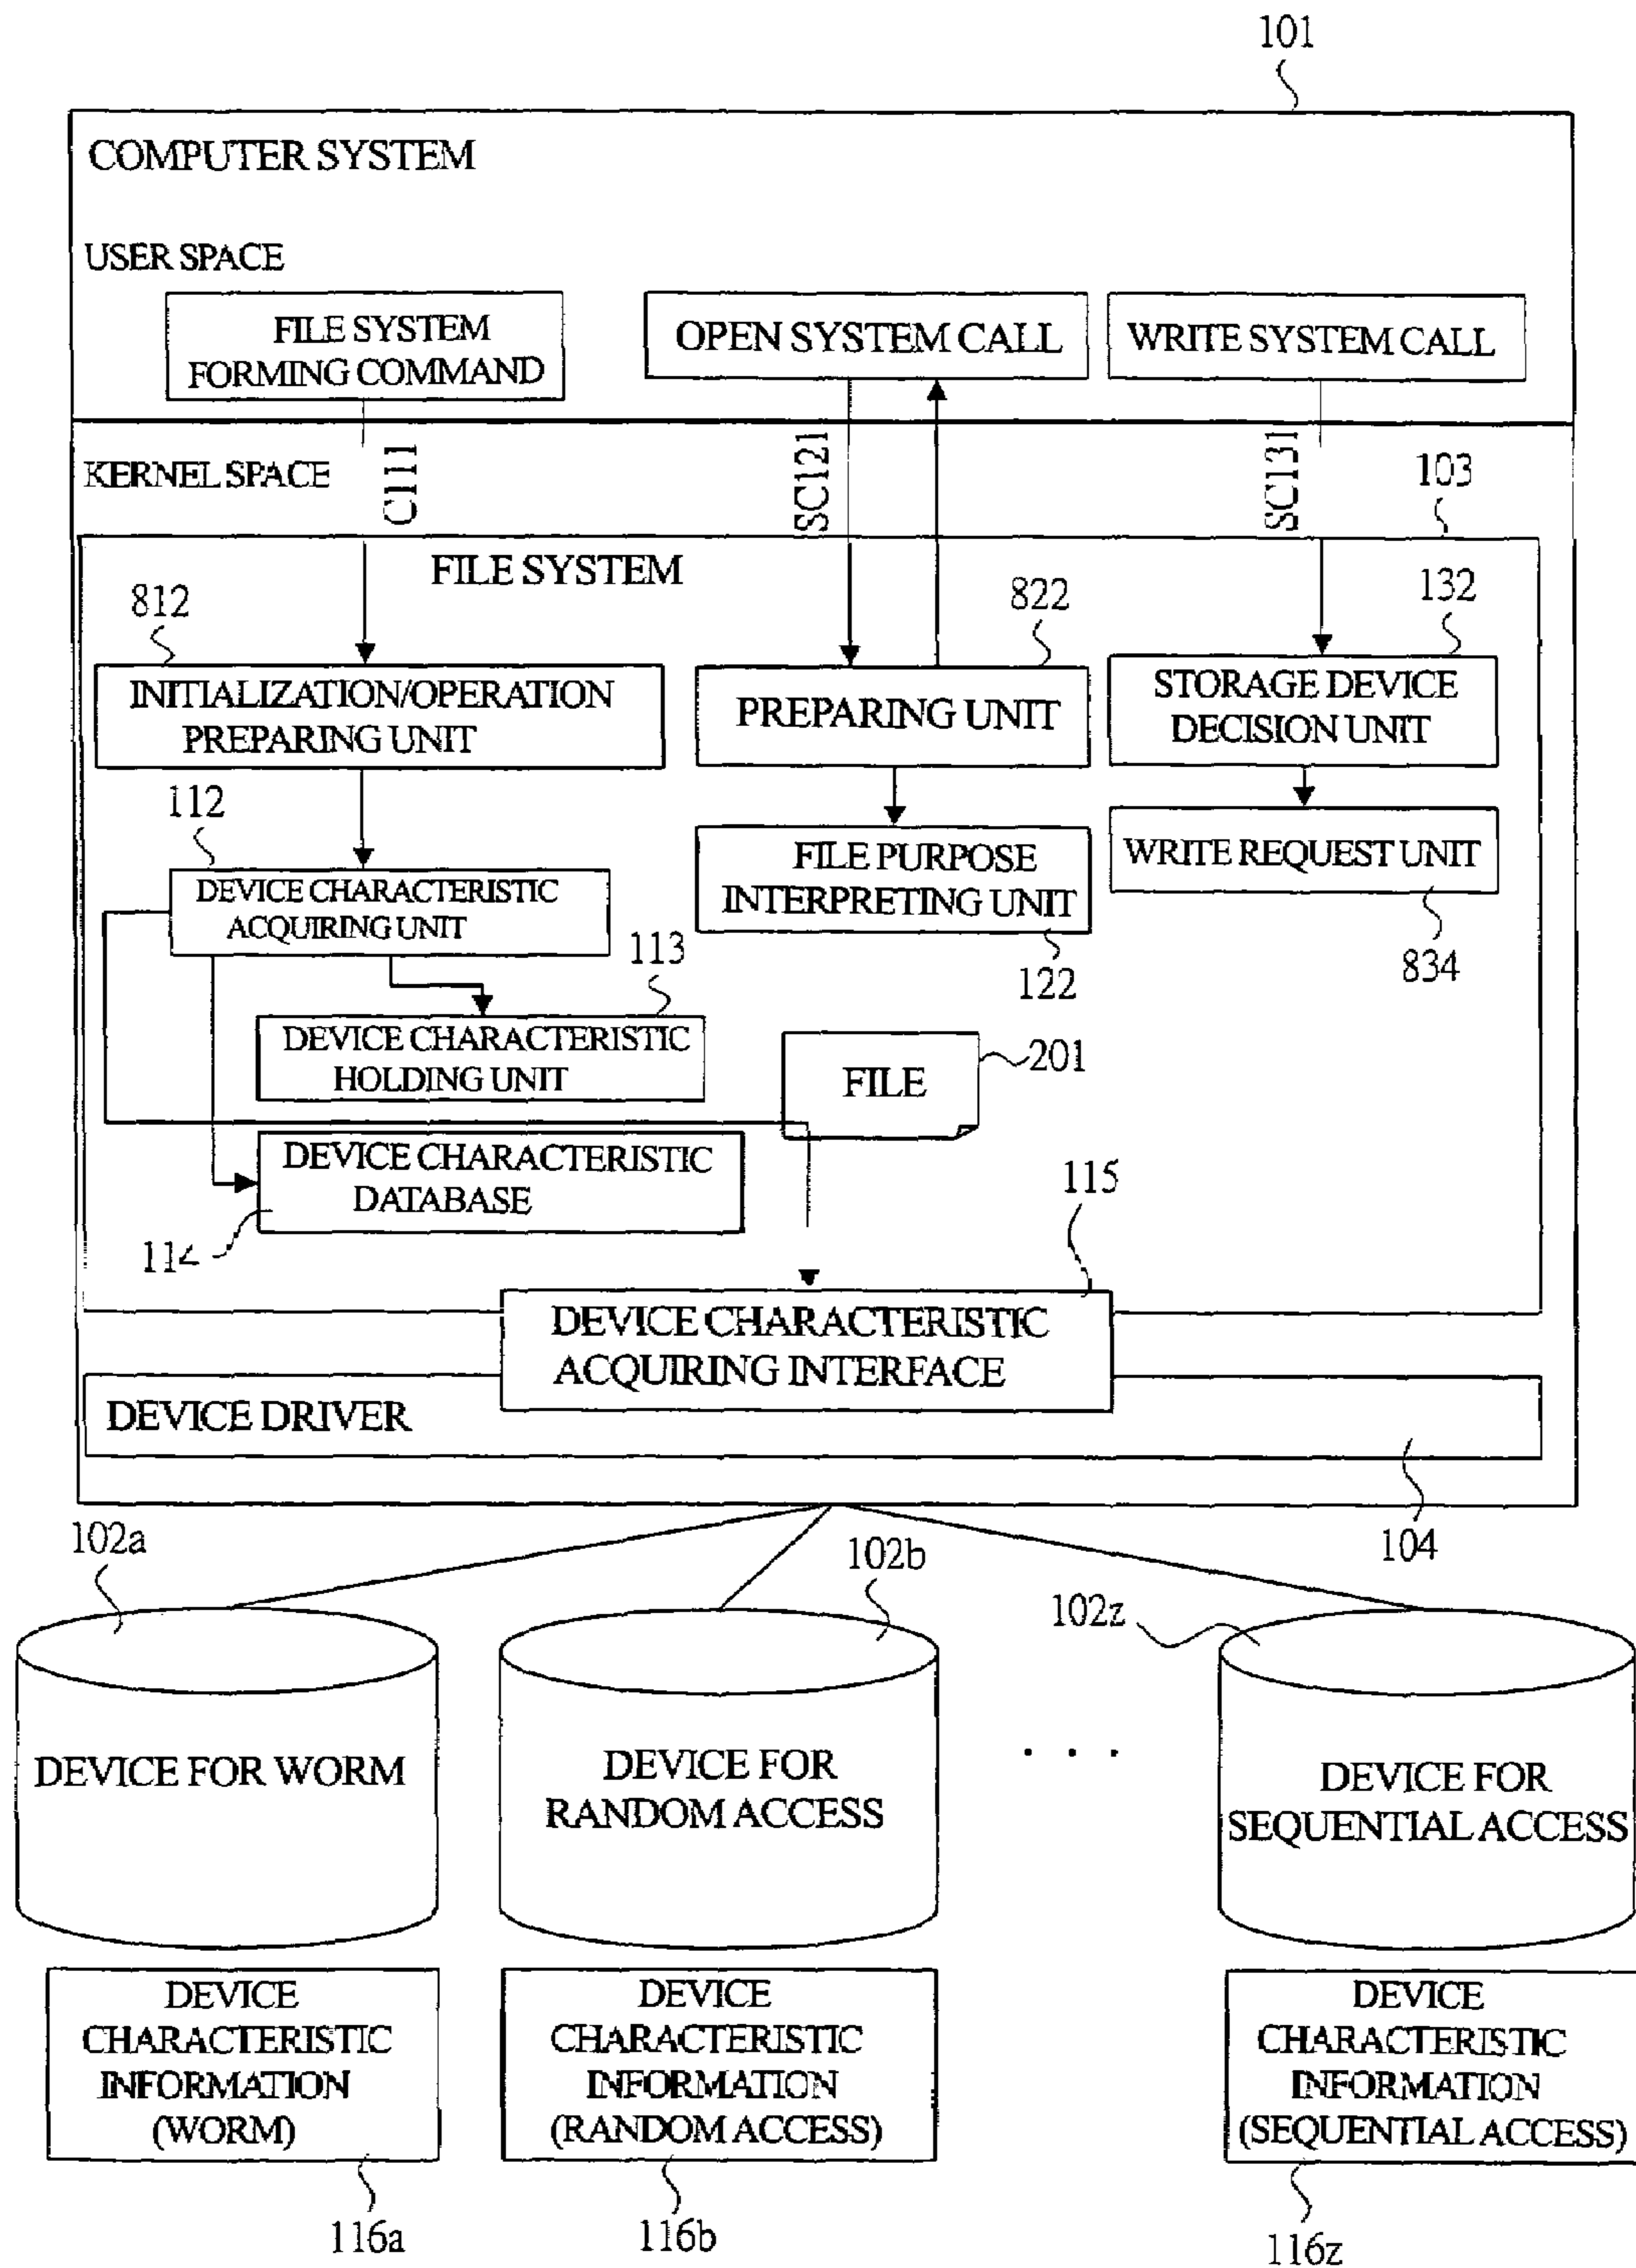 101
COMPUTER SYSTEM
USER SPACE
FILE SYSTEM
FORMING COMMAND
OPEN SYSTEM CALL
WRITE SYSTEM CALL
KERNEL SPACE
C111
SC121
SC131
103
FILE SYSTEM
812
822
132
INITIALIZATION/OPERATION
PREPARING UNIT
PREPARING UNIT
STORAGE DEVICE
DECISION UNIT
112
DEVICE CHARACTERISTIC
ACQUIRING UNIT
FILE PURPOSE
INTERPRETING UNIT
WRITE REQUEST UNIT
113
122
834
DEVICE CHARACTERISTIC
HOLDING UNIT
FILE
201
DEVICE CHARACTERISTIC
DATABASE
114
115
DEVICE CHARACTERISTIC
ACQUIRING INTERFACE
DEVICE DRIVER
104
102a
102b
102z
DEVICE FOR WORM
DEVICE FOR
RANDOM ACCESS
. . .
DEVICE FOR
SEQUENTIAL ACCESS
DEVICE
CHARACTERISTIC
INFORMATION
(WORM)
DEVICE
CHARACTERISTIC
INFORMATION
(RANDOM ACCESS)
DEVICE
CHARACTERISTIC
INFORMATION
(SEQUENTIAL ACCESS)
116a
116b
116z